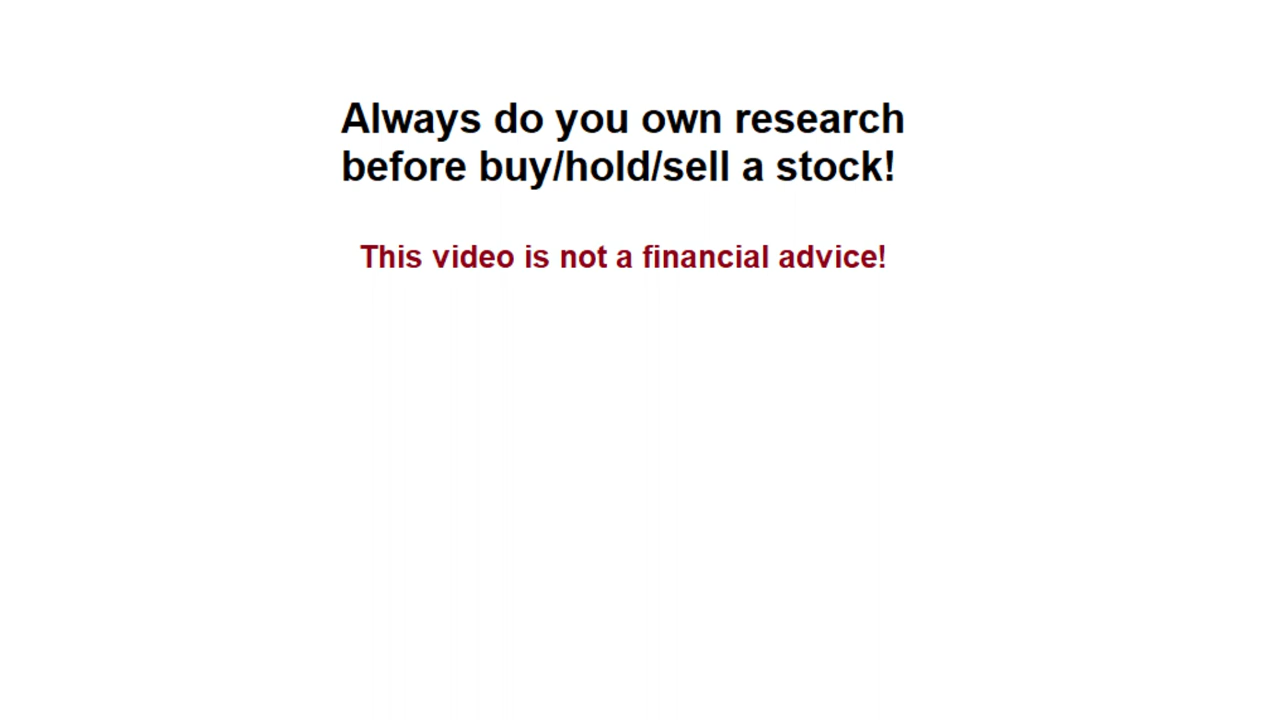 Always do you own research
before buy/hold/sell a stock!
This video is not a financial advice!